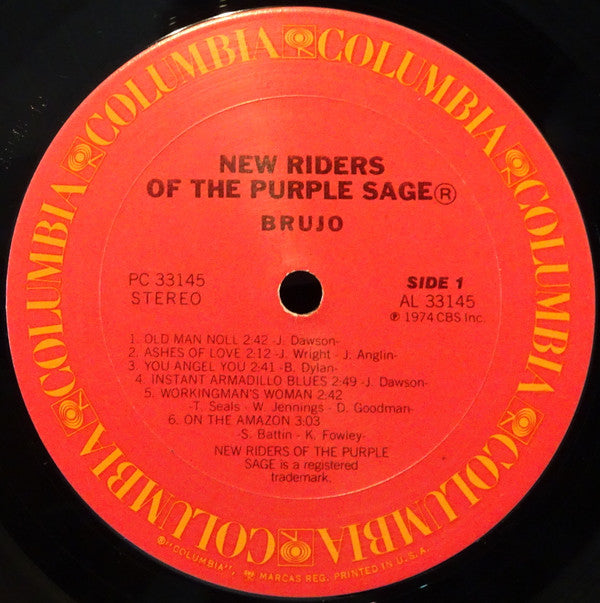 COLUMBIA COLUMBIA COLUMBIA COLUMBIA COLUMBIA COLUMBIA
NEW RIDERS
OF THE PURPLE SAGE®
BRUJO
PC 33145
STEREO
SIDE 1
AL 33145
℗ 1974 CBS Inc.
1. OLD MAN NOLL 2:42 -J. Dawson-
2. ASHES OF LOVE 2:12 -J. Wright - J. Anglin-
3. YOU ANGEL YOU 2:41 -B. Dylan-
4. INSTANT ARMADILLO BLUES 2:49 -J. Dawson-
5. WORKINGMAN'S WOMAN 2:42
-T. Seals - W. Jennings - D. Goodman-
6. ON THE AMAZON 3:03
-S. Battin - K. Fowley-
NEW RIDERS OF THE PURPLE
SAGE is a registered
trademark.
® "COLUMBIA", MARCAS REG. PRINTED IN U.S.A.